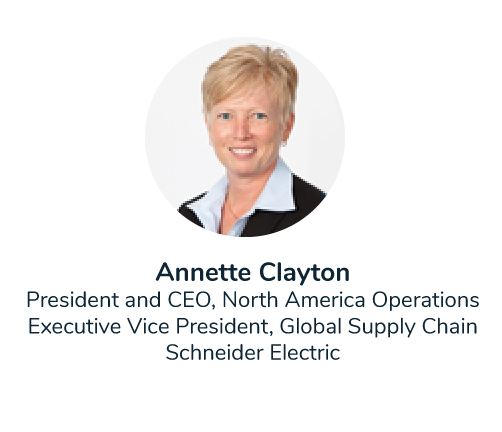 Annette Clayton
President and CEO, North America Operations
Executive Vice President, Global Supply Chain
Schneider Electric